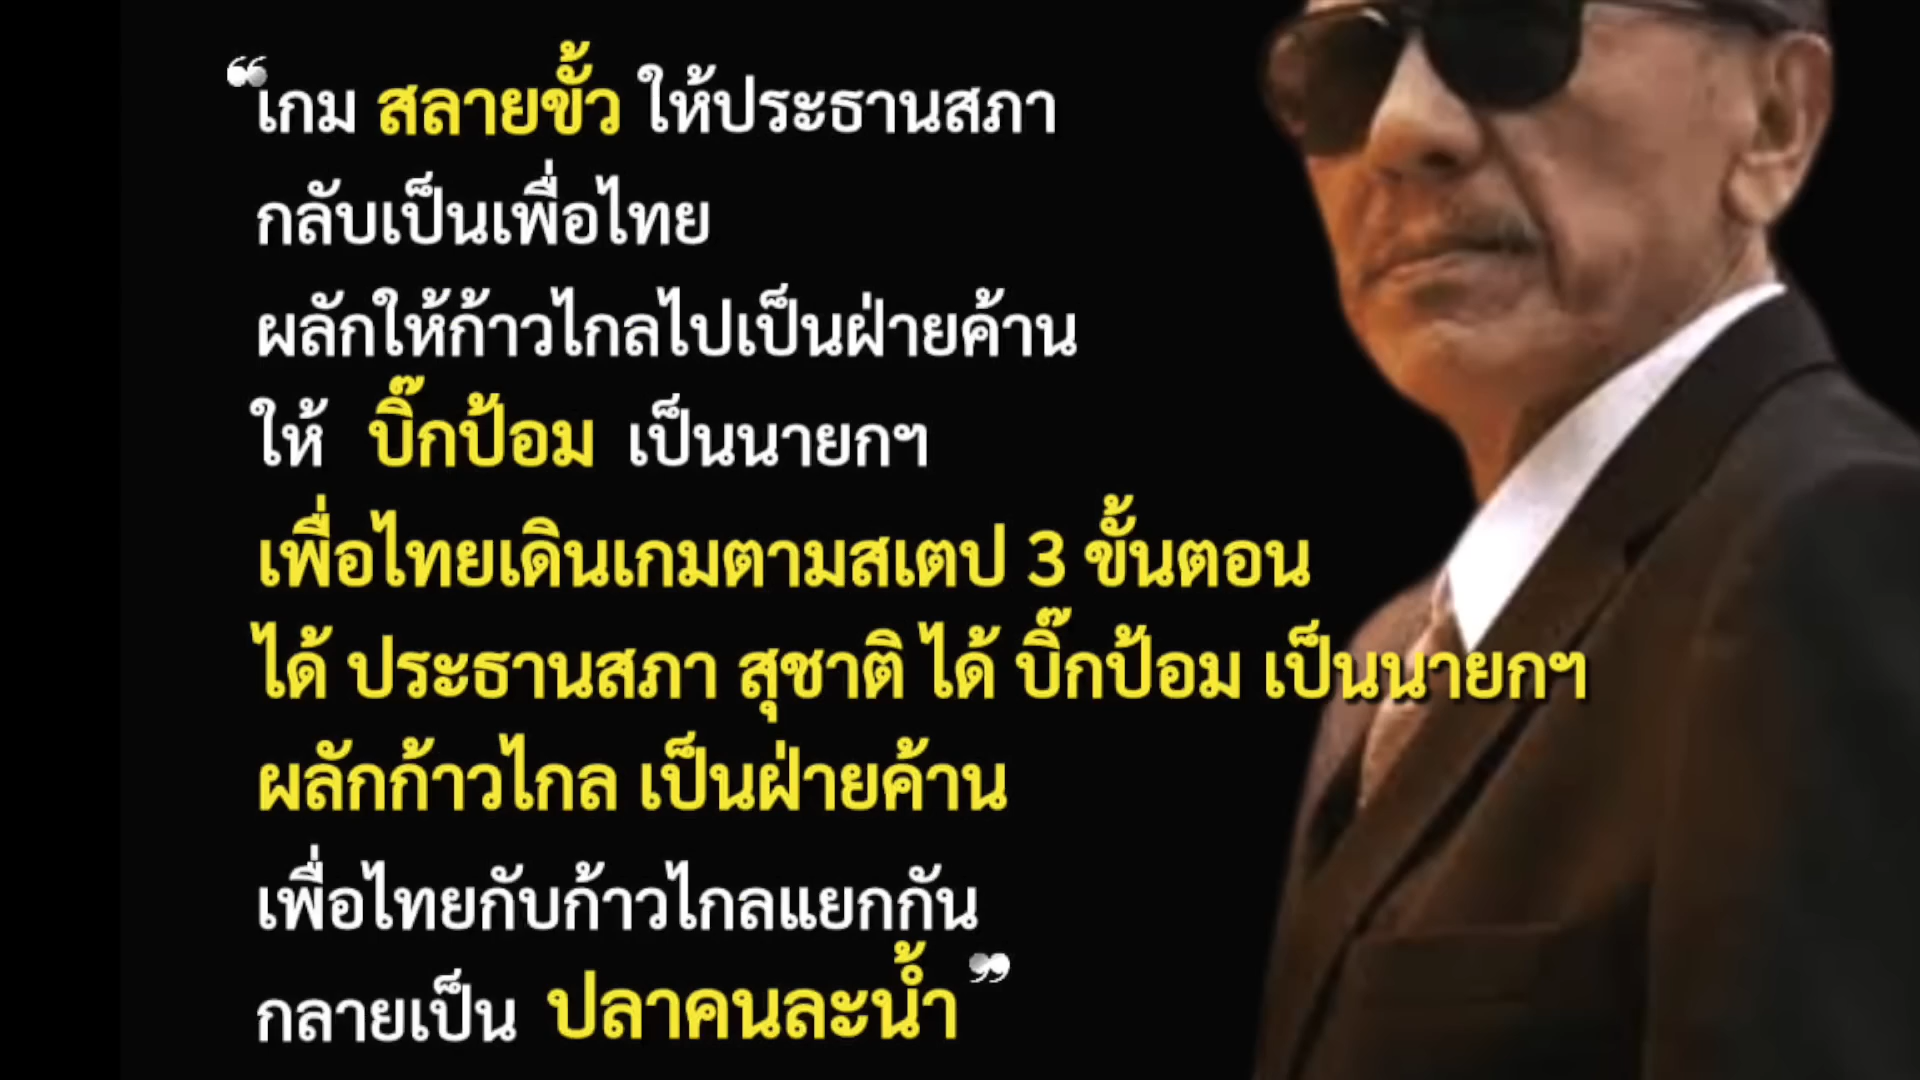 “เกม สลายขั้ว ให้ประธานสภา
กลับเป็นเพื่อไทย
ผลักให้ก้าวไกลไปเป็นฝ่ายค้าน
ให้ บิ๊กป้อม เป็นนายกฯ
เพื่อไทยเดินเกมตามสเตป 3 ขั้นตอน
ได้ ประธานสภา สุชาติ ได้ บิ๊กป้อม เป็นนายกฯ
ผลักก้าวไกล เป็นฝ่ายค้าน
เพื่อไทยกับก้าวไกลแยกกัน
กลายเป็น ปลาคนละน้ำ”